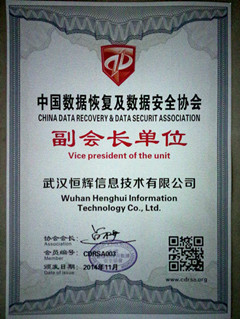 中国数据恢复及数据安全协会
CHINA DATA RECOVERY & DATA SECURIT ASSOCIATION
副会长单位
Vice president of the unit
武汉恒辉信息技术有限公司
Wuhan Henghui Information
Technology Co., Ltd.
协会会长
Association
会员编号 CDRSA003
Member
颁发日期 2014年11月
Date of issue
www.cdrsa.org